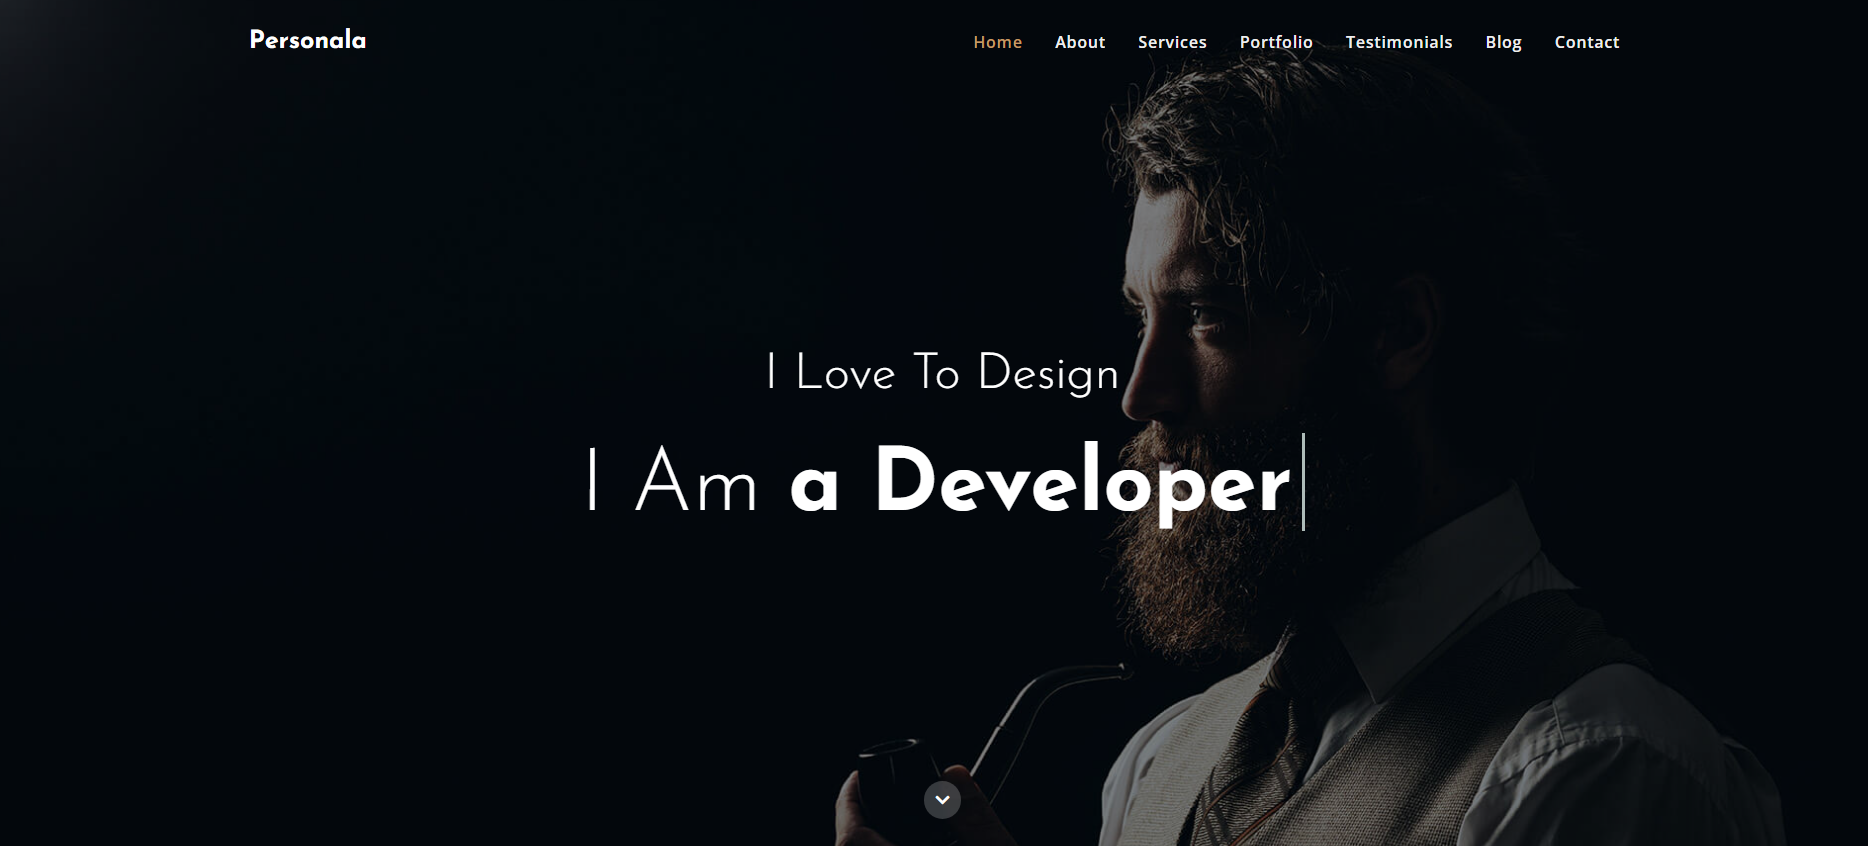 Personala
Home About Services Portfolio Testimonials Blog Contact
I Love To Design
I Am a Developer